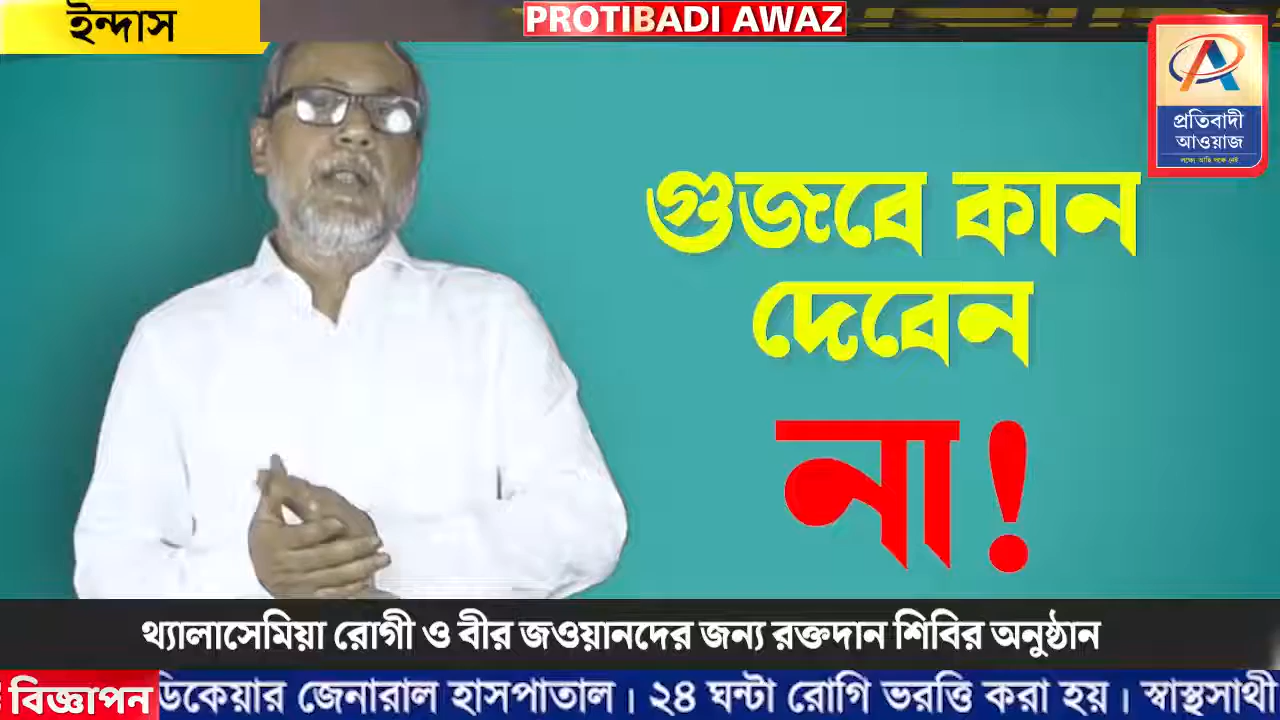 ইন্দাস
PROTIBADI AWAZ
প্রতিবাদী
আওয়াজ
গুজবে কান
দেবেন
না!
থ্যালাসেমিয়া রোগী ও বীর জওয়ানদের জন্য রক্তদান শিবির অনুষ্ঠান
বিজ্ঞাপন
ডিকেয়ার জেনারাল হাসপাতাল। ২৪ ঘন্টা রোগি ভরত্তি করা হয়। স্বাস্থসাথী